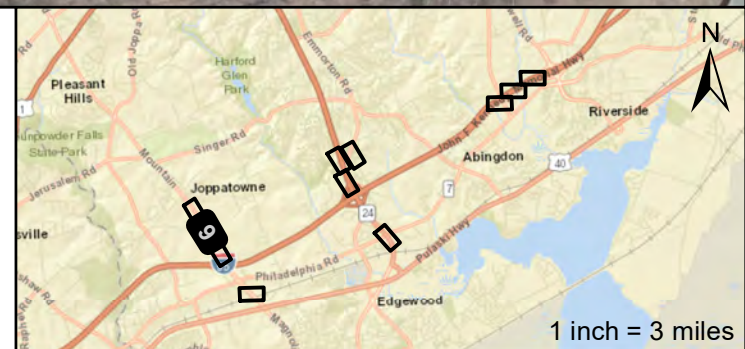 Pleasant
Hills
Old Joppa Rd
Harford
Glen
Park
Emmorton Rd
Rd
N
1
Gunpowder Falls
State Park
Singer Rd
Mountain
Jerusalem Rd
Joppatowne
John F Kennedy Memorial Hwy
Riverside
Abingdon
40
7
24
Pulaski Hwy
Philadelphia Rd
Edgewood
1 inch = 3 miles